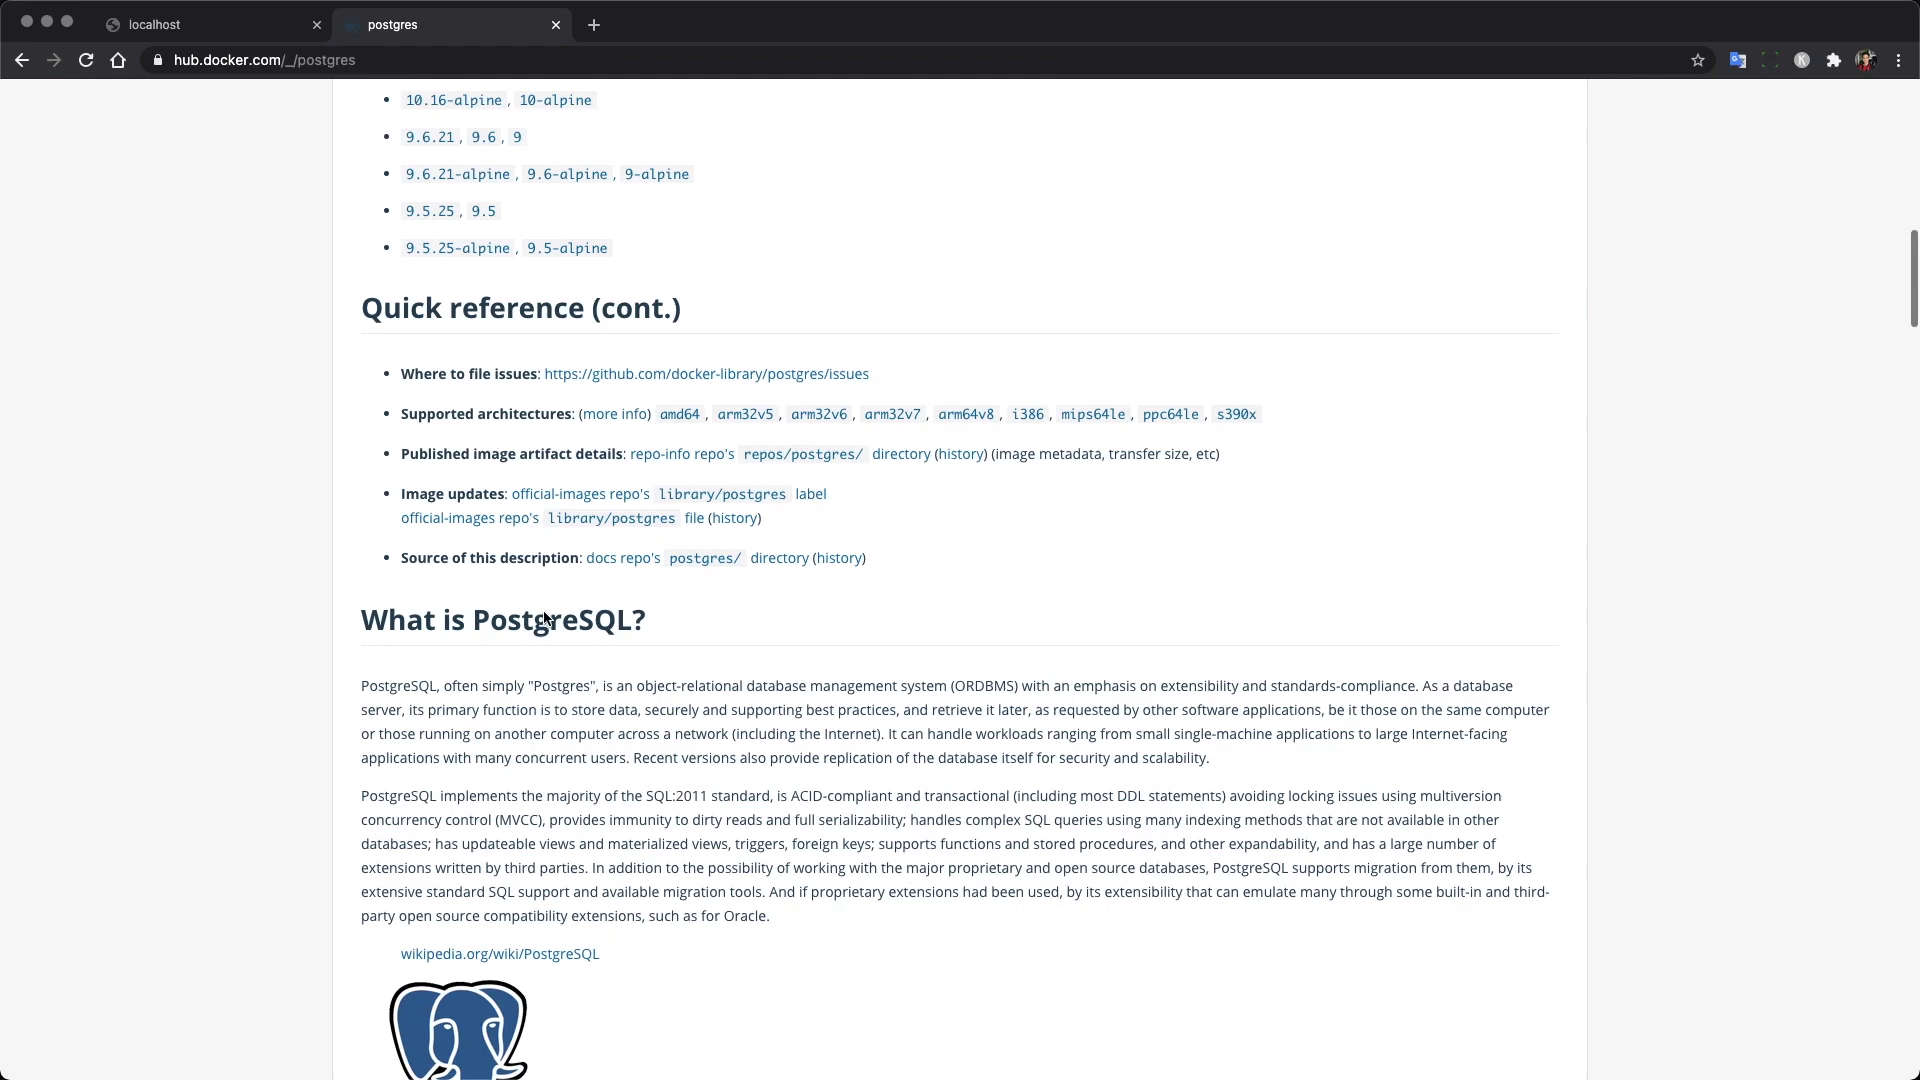 localhost
postgres
hub.docker.com/_/postgres
K
10.16-alpine , 10-alpine
9.6.21 , 9.6 , 9
9.6.21-alpine , 9.6-alpine , 9-alpine
9.5.25 , 9.5
9.5.25-alpine , 9.5-alpine
Quick reference (cont.)
Where to file issues: https://github.com/docker-library/postgres/issues
Supported architectures: (more info) amd64 , arm32v5 , arm32v6 , arm32v7 , arm64v8 , i386 , mips64le , ppc64le , s390x
Published image artifact details: repo-info repo's repos/postgres/ directory (history) (image metadata, transfer size, etc)
Image updates: official-images repo's library/postgres label
official-images repo's library/postgres file (history)
Source of this description: docs repo's postgres/ directory (history)
What is PostgreSQL?
PostgreSQL, often simply "Postgres", is an object-relational database management system (ORDBMS) with an emphasis on extensibility and standards-compliance. As a database
server, its primary function is to store data, securely and supporting best practices, and retrieve it later, as requested by other software applications, be it those on the same computer
or those running on another computer across a network (including the Internet). It can handle workloads ranging from small single-machine applications to large Internet-facing
applications with many concurrent users. Recent versions also provide replication of the database itself for security and scalability.
PostgreSQL implements the majority of the SQL:2011 standard, is ACID-compliant and transactional (including most DDL statements) avoiding locking issues using multiversion
concurrency control (MVCC), provides immunity to dirty reads and full serializability; handles complex SQL queries using many indexing methods that are not available in other
databases; has updateable views and materialized views, triggers, foreign keys; supports functions and stored procedures, and other expandability, and has a large number of
extensions written by third parties. In addition to the possibility of working with the major proprietary and open source databases, PostgreSQL supports migration from them, by its
extensive standard SQL support and available migration tools. And if proprietary extensions had been used, by its extensibility that can emulate many through some built-in and third-
party open source compatibility extensions, such as for Oracle.
wikipedia.org/wiki/PostgreSQL